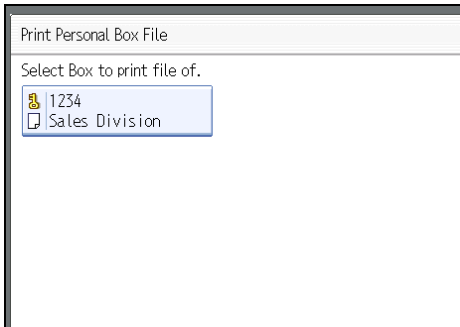 Print Personal Box File
Select Box to print file of.
1234
Sales Division